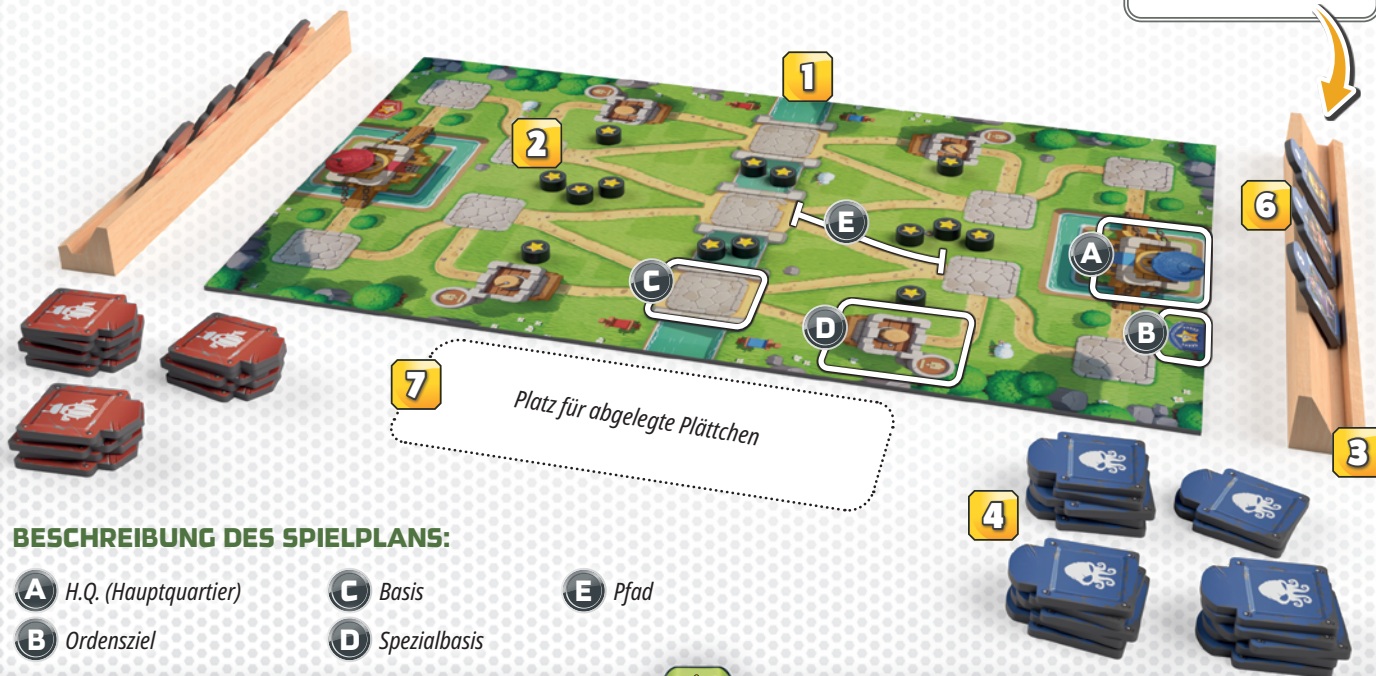 1
2
E
6
A
C
D
B
7
Platz für abgelegte Plättchen
3
4
BESCHREIBUNG DES SPIELPLANS:
A H.Q. (Hauptquartier)
C Basis
E Pfad
B Ordensziel
D Spezialbasis